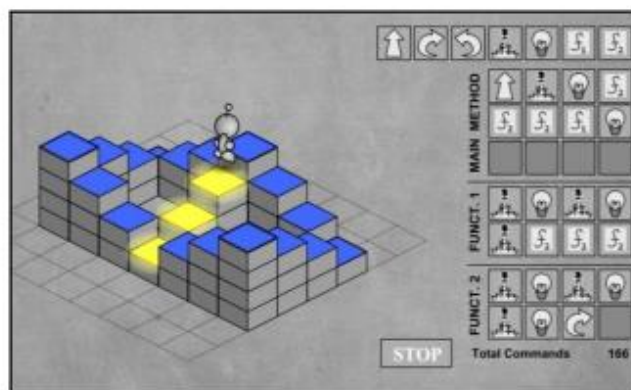 MAIN METHOD
FUNCT. 1
FUNCT. 2
STOP
Total Commands 166